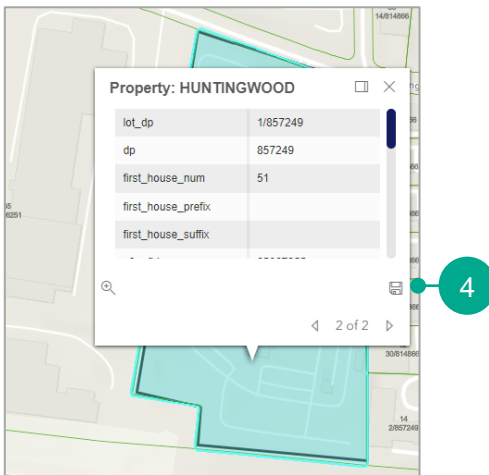 14/814866
Property: HUNTINGWOOD
lot_dp 1/857249
dp 857249
first_house_num 51
first_house_prefix
first_house_suffix
6251
4
2 of 2
30/814866
14
2/857249